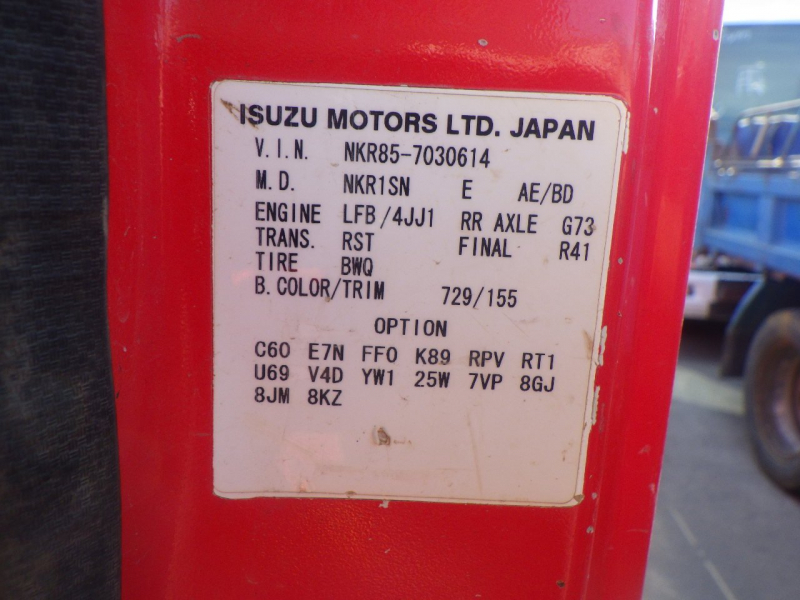 ISUZU MOTORS LTD. JAPAN
V.I.N. NKR85-7030614
M.D. NKR1SN E AE/BD
ENGINE LFB/4JJ1 RR AXLE G73
TRANS. RST FINAL R41
TIRE BWQ
B.COLOR/TRIM 729/155
OPTION
C60 E7N FF0 K89 RPV RT1
U69 V4D YW1 25W 7VP 8GJ
8JM 8KZ